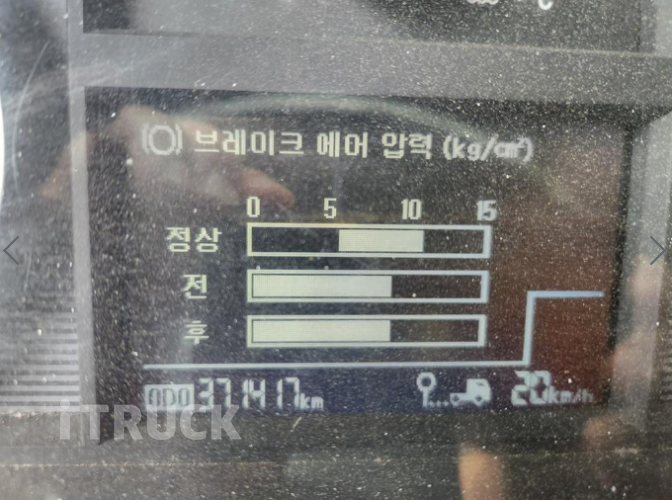 ℃
브레이크 에어 압력 (kg/㎠)
0 5 10 15
정상
전
후
ODO 371417km 20km/h
iTRUCK